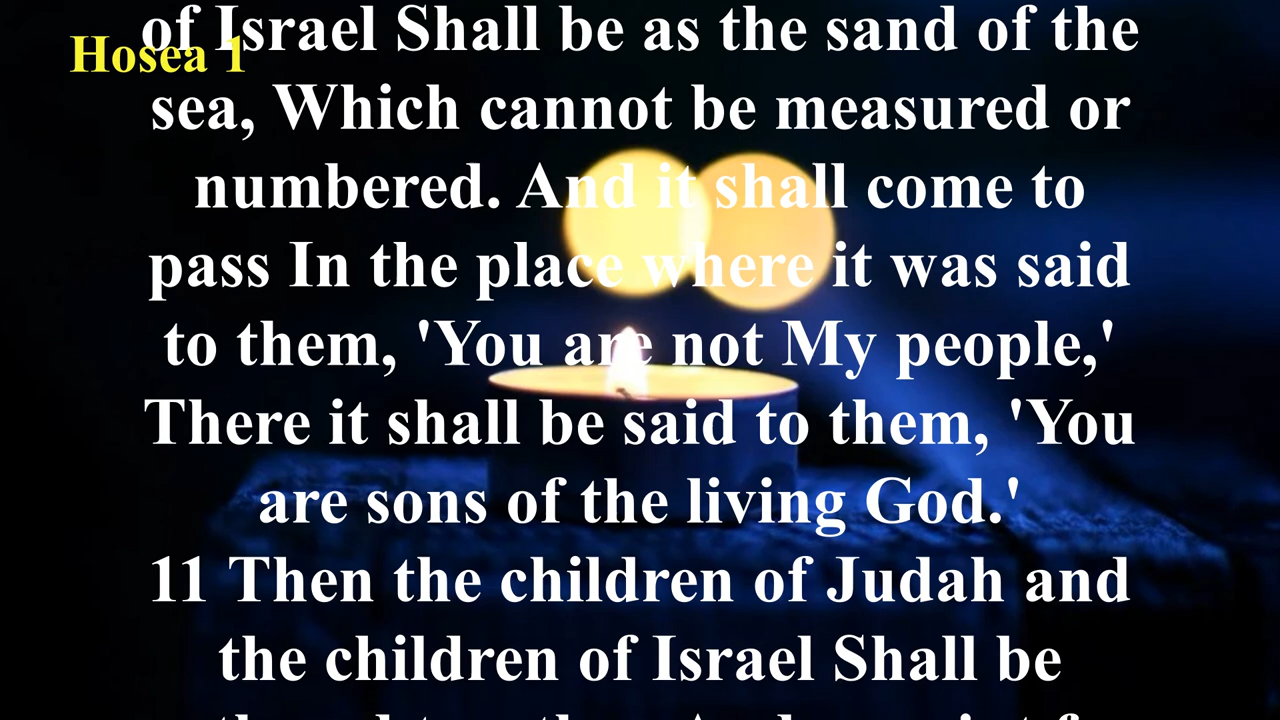 of Israel Shall be as the sand of the
Hosea 1
sea, Which cannot be measured or
numbered. And it shall come to
pass In the place where it was said
to them, 'You are not My people,'
There it shall be said to them, 'You
are sons of the living God.'
11 Then the children of Judah and
the children of Israel Shall be